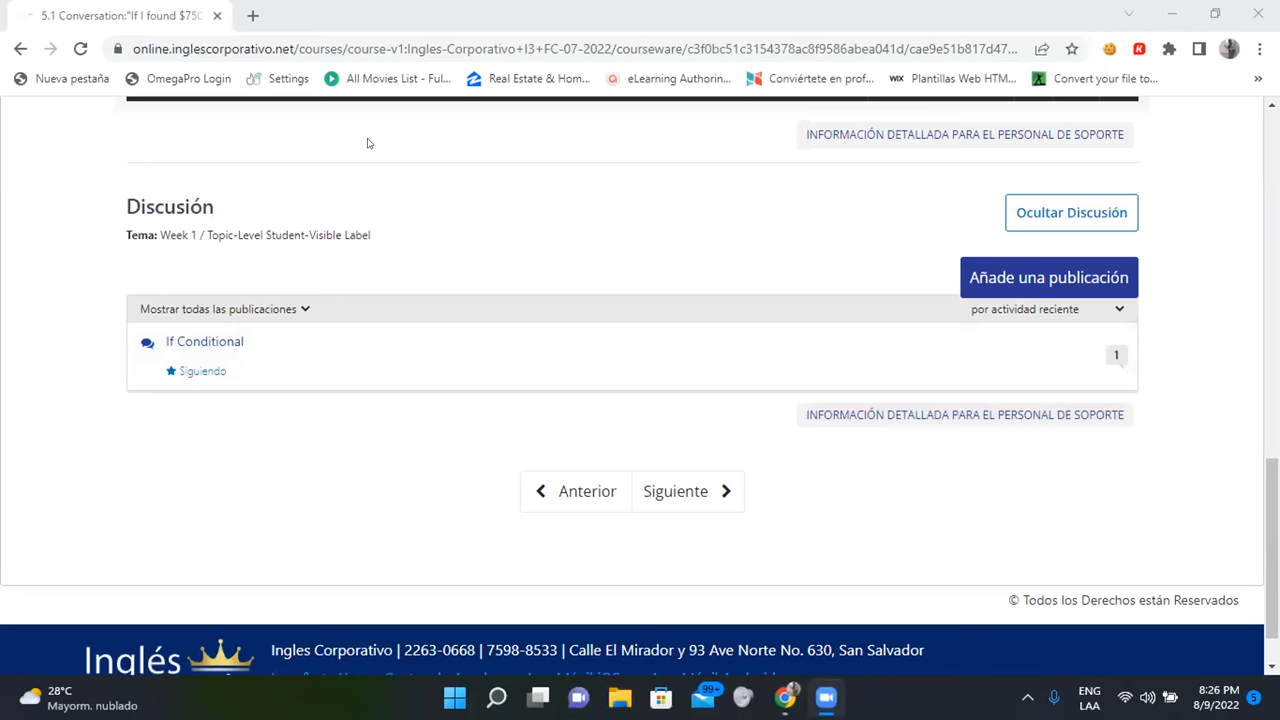 5.1 Conversation:"If I found $750
online.inglescorporativo.net/courses/course-v1:Ingles-Corporativo+I3+FC-07-2022/courseware/c3f0bc51c3154378ac8f9586abea041d/cae9e51b817d47...
Nueva pestaña
OmegaPro Login
Settings
All Movies List - Ful...
Real Estate & Hom...
eLearning Authorin...
Conviértete en prof...
WIX Plantillas Web HTM...
Convert your file to...
»
INFORMACIÓN DETALLADA PARA EL PERSONAL DE SOPORTE
Discusión
Ocultar Discusión
Tema: Week 1 / Topic-Level Student-Visible Label
Añade una publicación
Mostrar todas las publicaciones
por actividad reciente
If Conditional
1
Siguiendo
INFORMACIÓN DETALLADA PARA EL PERSONAL DE SOPORTE
Anterior
Siguiente
© Todos los Derechos están Reservados
Inglés
Ingles Corporativo | 2263-0668 | 7598-8533 | Calle El Mirador y 93 Ave Norte No. 630, San Salvador
28°C
Mayorm. nublado
99+
ENG
LAA
8:26 PM
8/9/2022
5